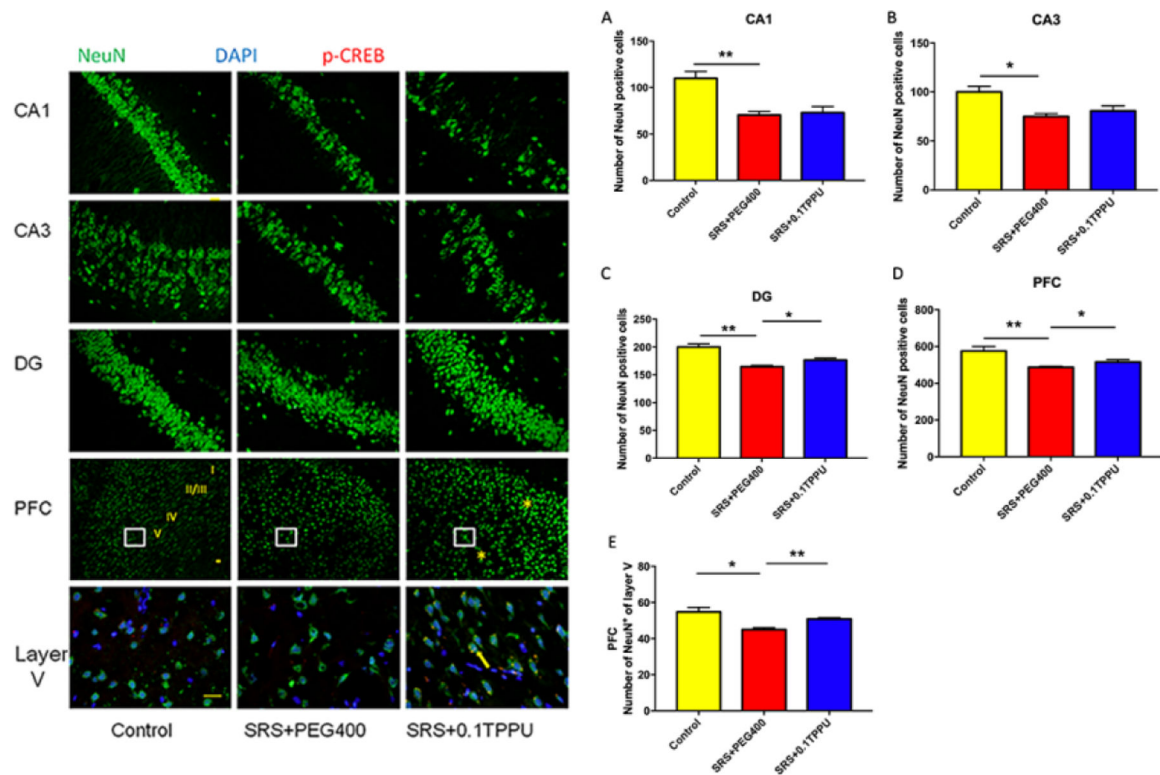 NeuN DAPI p-CREB
CA1
CA3
DG
PFC
I
II/III
IV
V
Layer
V
Control SRS+PEG400 SRS+0.1TPPU
A
CA1
Number of NeuN positive cells
150
100
50
0
**
Control
SRS+PEG400
SRS+0.1TPPU
B
CA3
Number of NeuN positive cells
150
100
50
0
*
Control
SRS+PEG400
SRS+0.1TPPU
C
DG
Number of NeuN positive cells
250
200
150
100
50
0
**
*
Control
SRS+PEG400
SRS+0.1TPPU
D
PFC
Number of NeuN positive cells
800
600
400
200
0
**
*
Control
SRS+PEG400
SRS+0.1TPPU
E
PFC
Number of NeuN⁺ of layer V
80
60
40
20
0
*
**
Control
SRS+PEG400
SRS+0.1TPPU